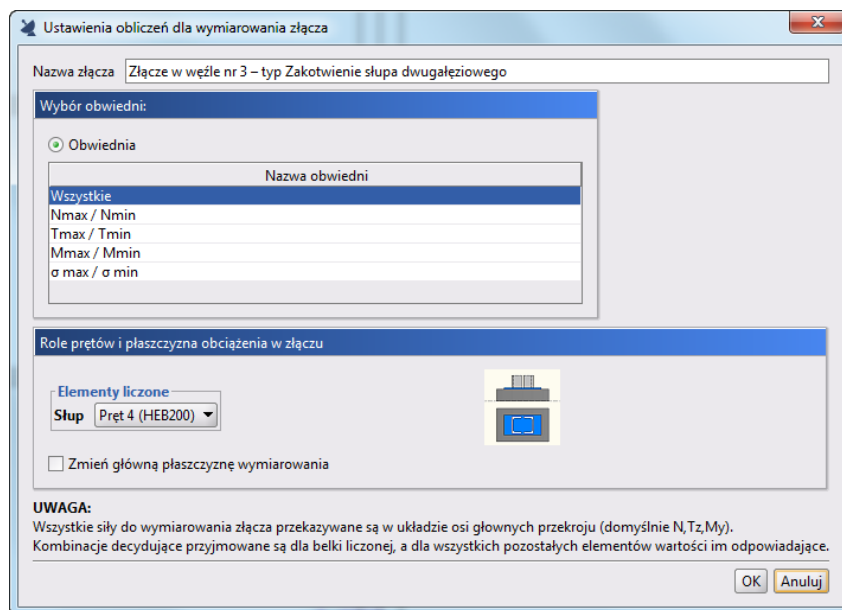 Ustawienia obliczeń dla wymiarowania złącza
Nazwa złącza Złącze w węźle nr 3 – typ Zakotwienie słupa dwugałęziowego
Wybór obwiedni:
Obwiednia
Nazwa obwiedni
Wszystkie
Nmax / Nmin
Tmax / Tmin
Mmax / Mmin
σ max / σ min
Role prętów i płaszczyzna obciążenia w złączu
Elementy liczone
Słup Pręt 4 (HEB200)
Zmień główną płaszczyznę wymiarowania
UWAGA:
Wszystkie siły do wymiarowania złącza przekazywane są w układzie osi głownych przekroju (domyślnie N,Tz,My).
Kombinacje decydujące przyjmowane są dla belki liczonej, a dla wszystkich pozostałych elementów wartości im odpowiadające.
OK Anuluj